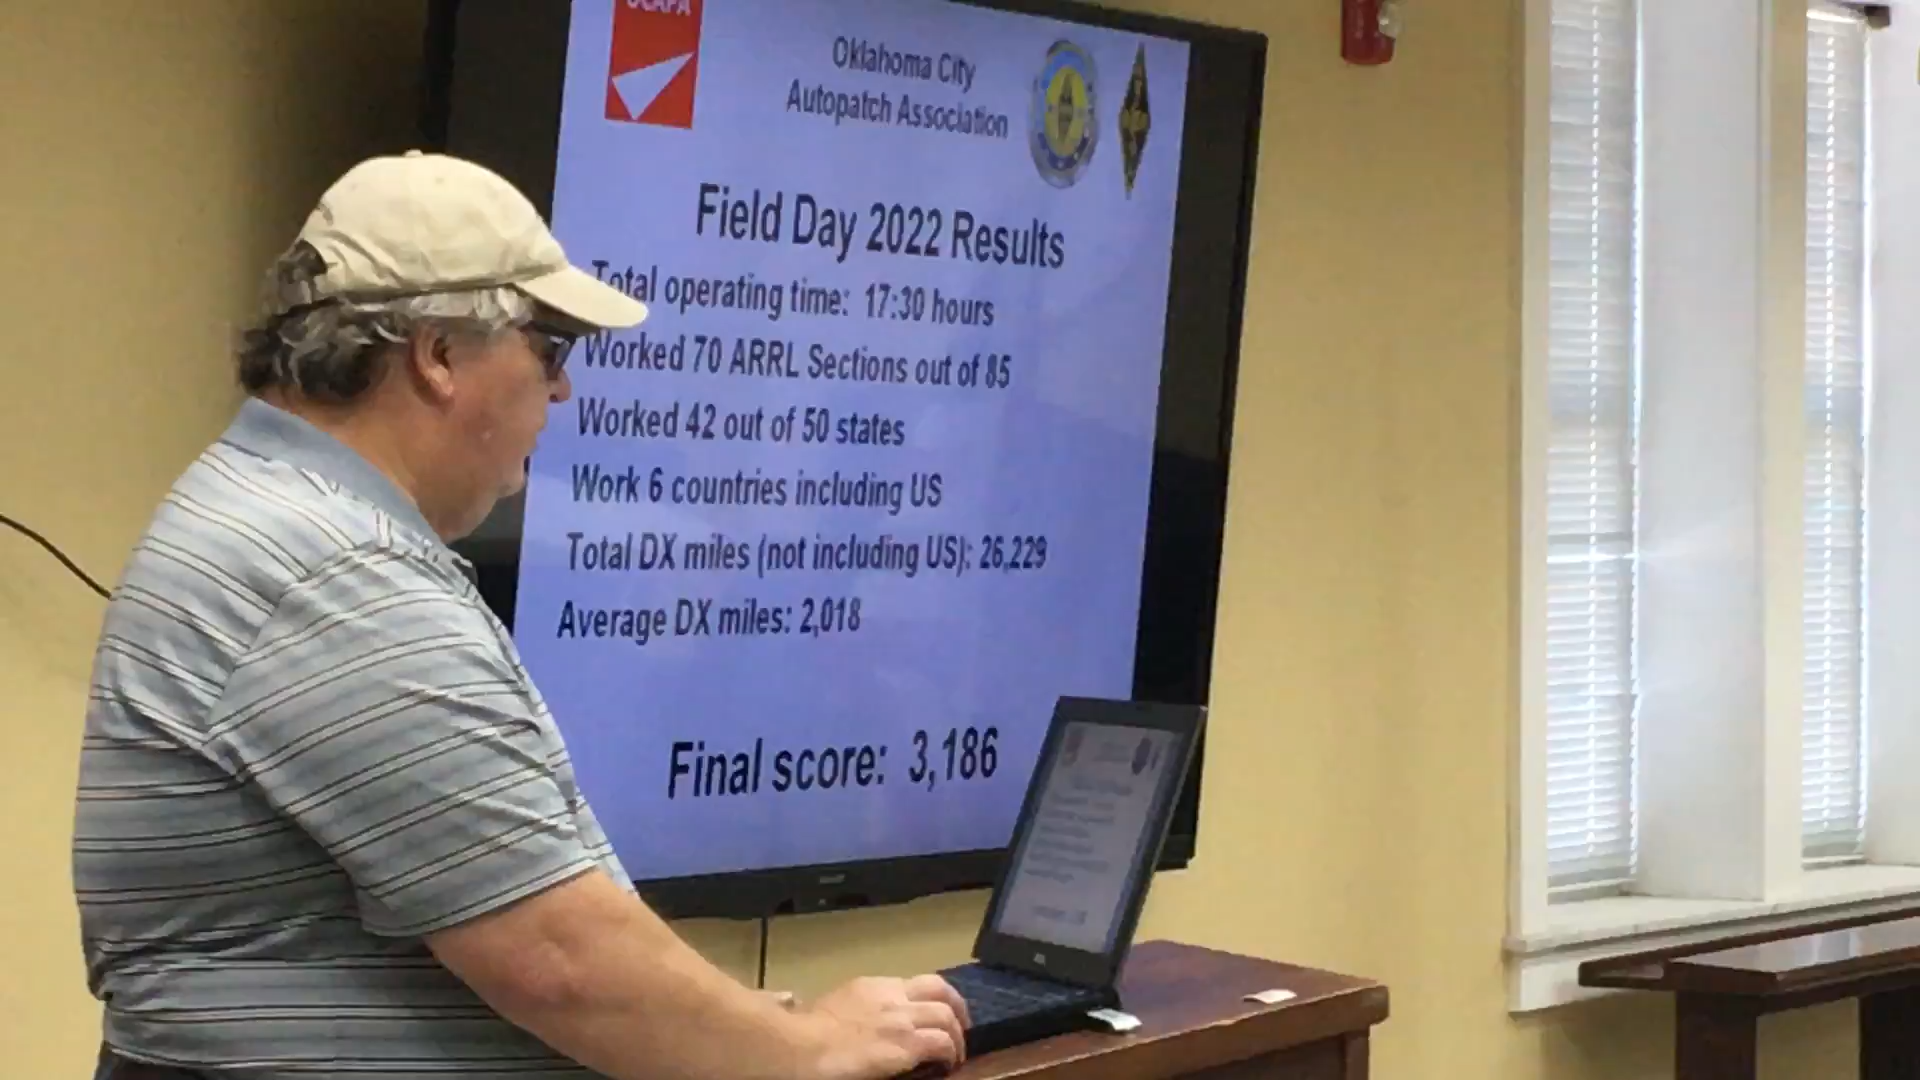 OCAPA
Oklahoma City
Autopatch Association
Field Day 2022 Results
Total operating time: 17:30 hours
Worked 70 ARRL Sections out of 85
Worked 42 out of 50 states
Work 6 countries including US
Total DX miles (not including US): 26,229
Average DX miles: 2,018
Final score: 3,186